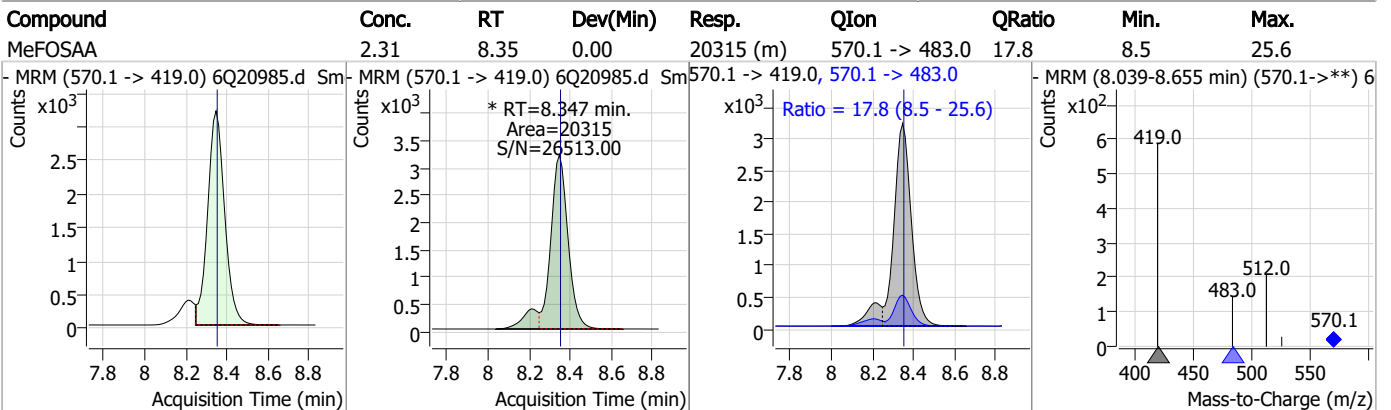 Compound Conc. RT Dev(Min) Resp. QIon QRatio Min. Max.
MeFOSAA 2.31 8.35 0.00 20315 (m) 570.1 -> 483.0 17.8 8.5 25.6
- MRM (570.1 -> 419.0) 6Q20985.d Sm
Counts
x10³
2.5
2
1.5
1
0.5
0
7.8 8 8.2 8.4 8.6 8.8
Acquisition Time (min)
- MRM (570.1 -> 419.0) 6Q20985.d Sm
Counts
x10³
* RT=8.347 min.
Area=20315
S/N=26513.00
3.5
3
2.5
2
1.5
1
0.5
0
7.8 8 8.2 8.4 8.6 8.8
Acquisition Time (min)
570.1 -> 419.0, 570.1 -> 483.0
Counts
x10³
Ratio = 17.8 (8.5 - 25.6)
3
2.5
2
1.5
1
0.5
0
7.8 8 8.2 8.4 8.6 8.8
Acquisition Time (min)
- MRM (8.039-8.655 min) (570.1->**) 6
Counts
x10²
6
5
4
3
2
1
0
419.0
483.0
512.0
570.1
400 450 500 550
Mass-to-Charge (m/z)